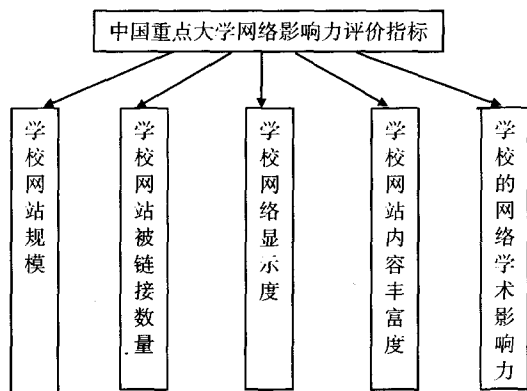 中国重点大学网络影响力评价指标
学校网站规模
学校网站被链接数量
学校网络显示度
学校网站内容丰富度
学校的网络学术影响力